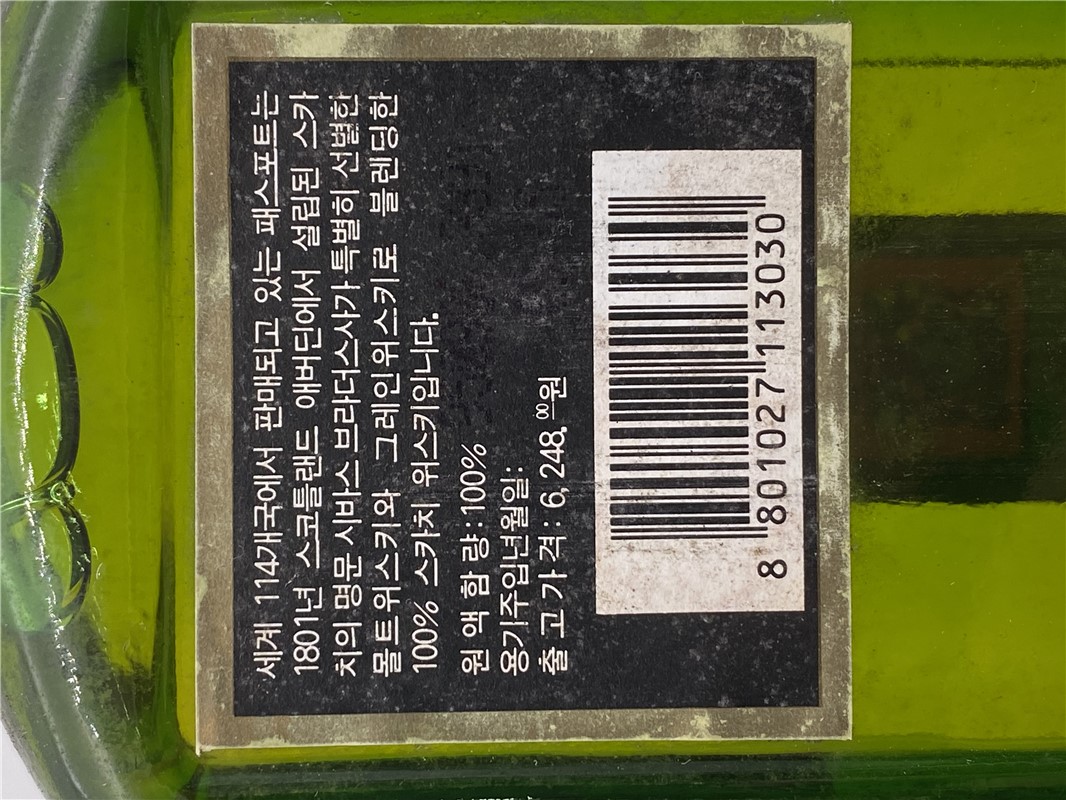 세계 114개국에서 판매되고 있는 패스포트는
1801년 스코틀랜드 애버딘에서 설립된 스카
치의 명문 시바스 브라더스사가 특별히 선별한
몰트위스키와 그레인위스키로 블렌딩한
100% 스카치 위스키입니다.
원 액 함 량 : 100%
용기주입년월일 :
출 고 가 격 : 6,248.00원
8 801027 113030